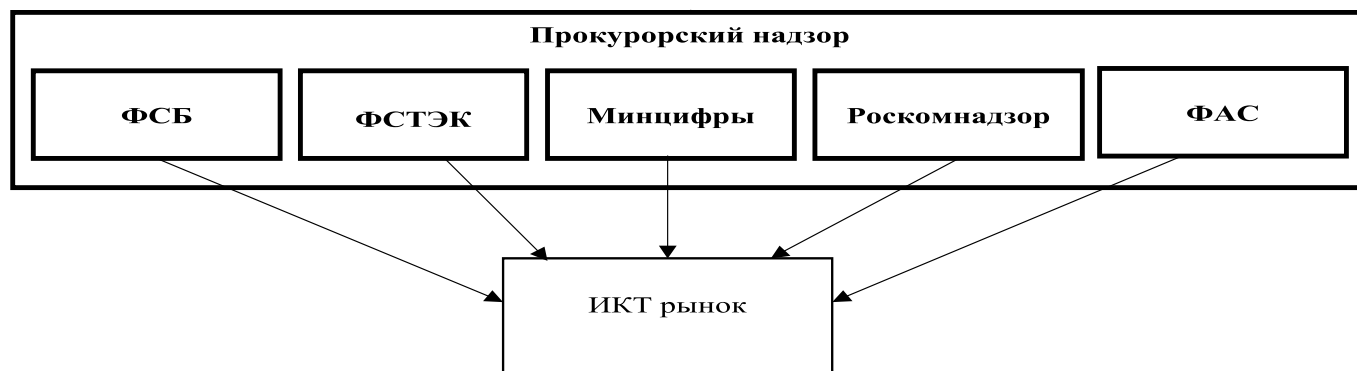 Прокурорский надзор
ФСБ
ФСТЭК
Минцифры
Роскомнадзор
ФАС
ИКТ рынок